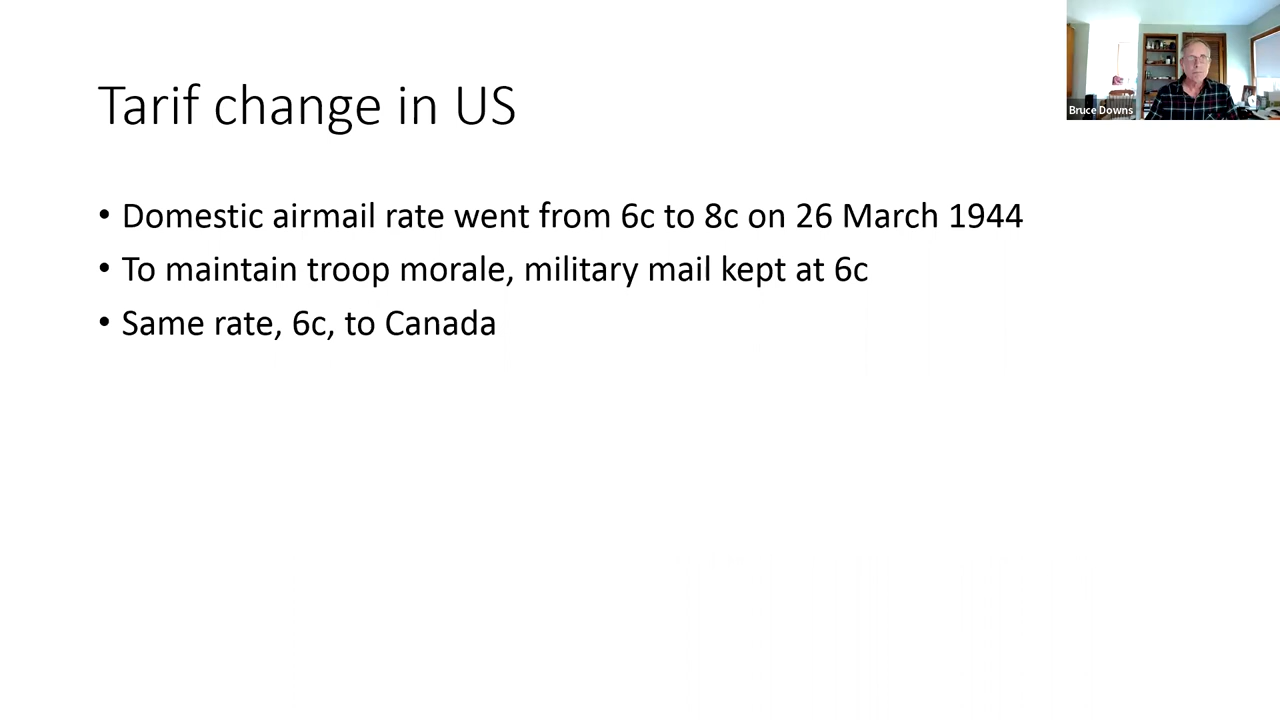 Tarif change in US
Bruce Downs
• Domestic airmail rate went from 6c to 8c on 26 March 1944
• To maintain troop morale, military mail kept at 6c
• Same rate, 6c, to Canada